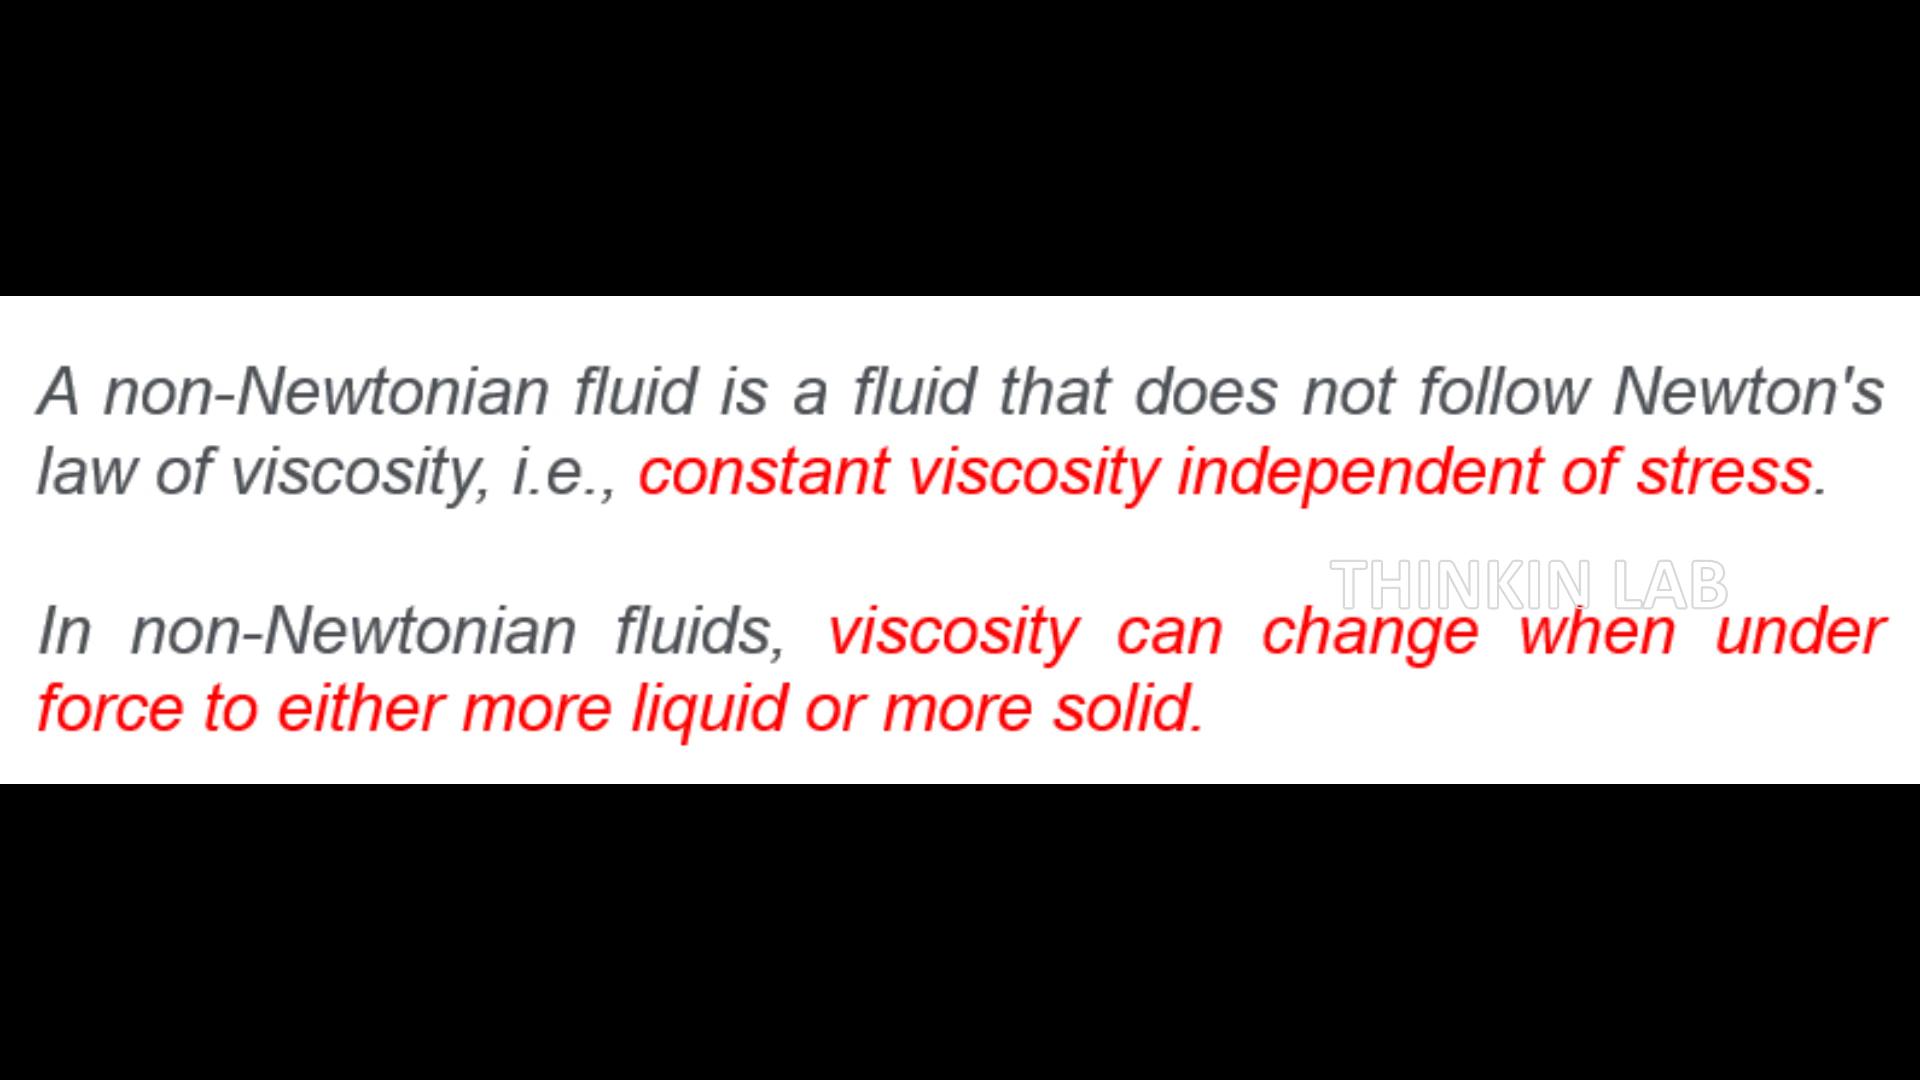 A non-Newtonian fluid is a fluid that does not follow Newton's
law of viscosity, i.e., constant viscosity independent of stress.
THINKIN LAB
In non-Newtonian fluids, viscosity can change when under
force to either more liquid or more solid.